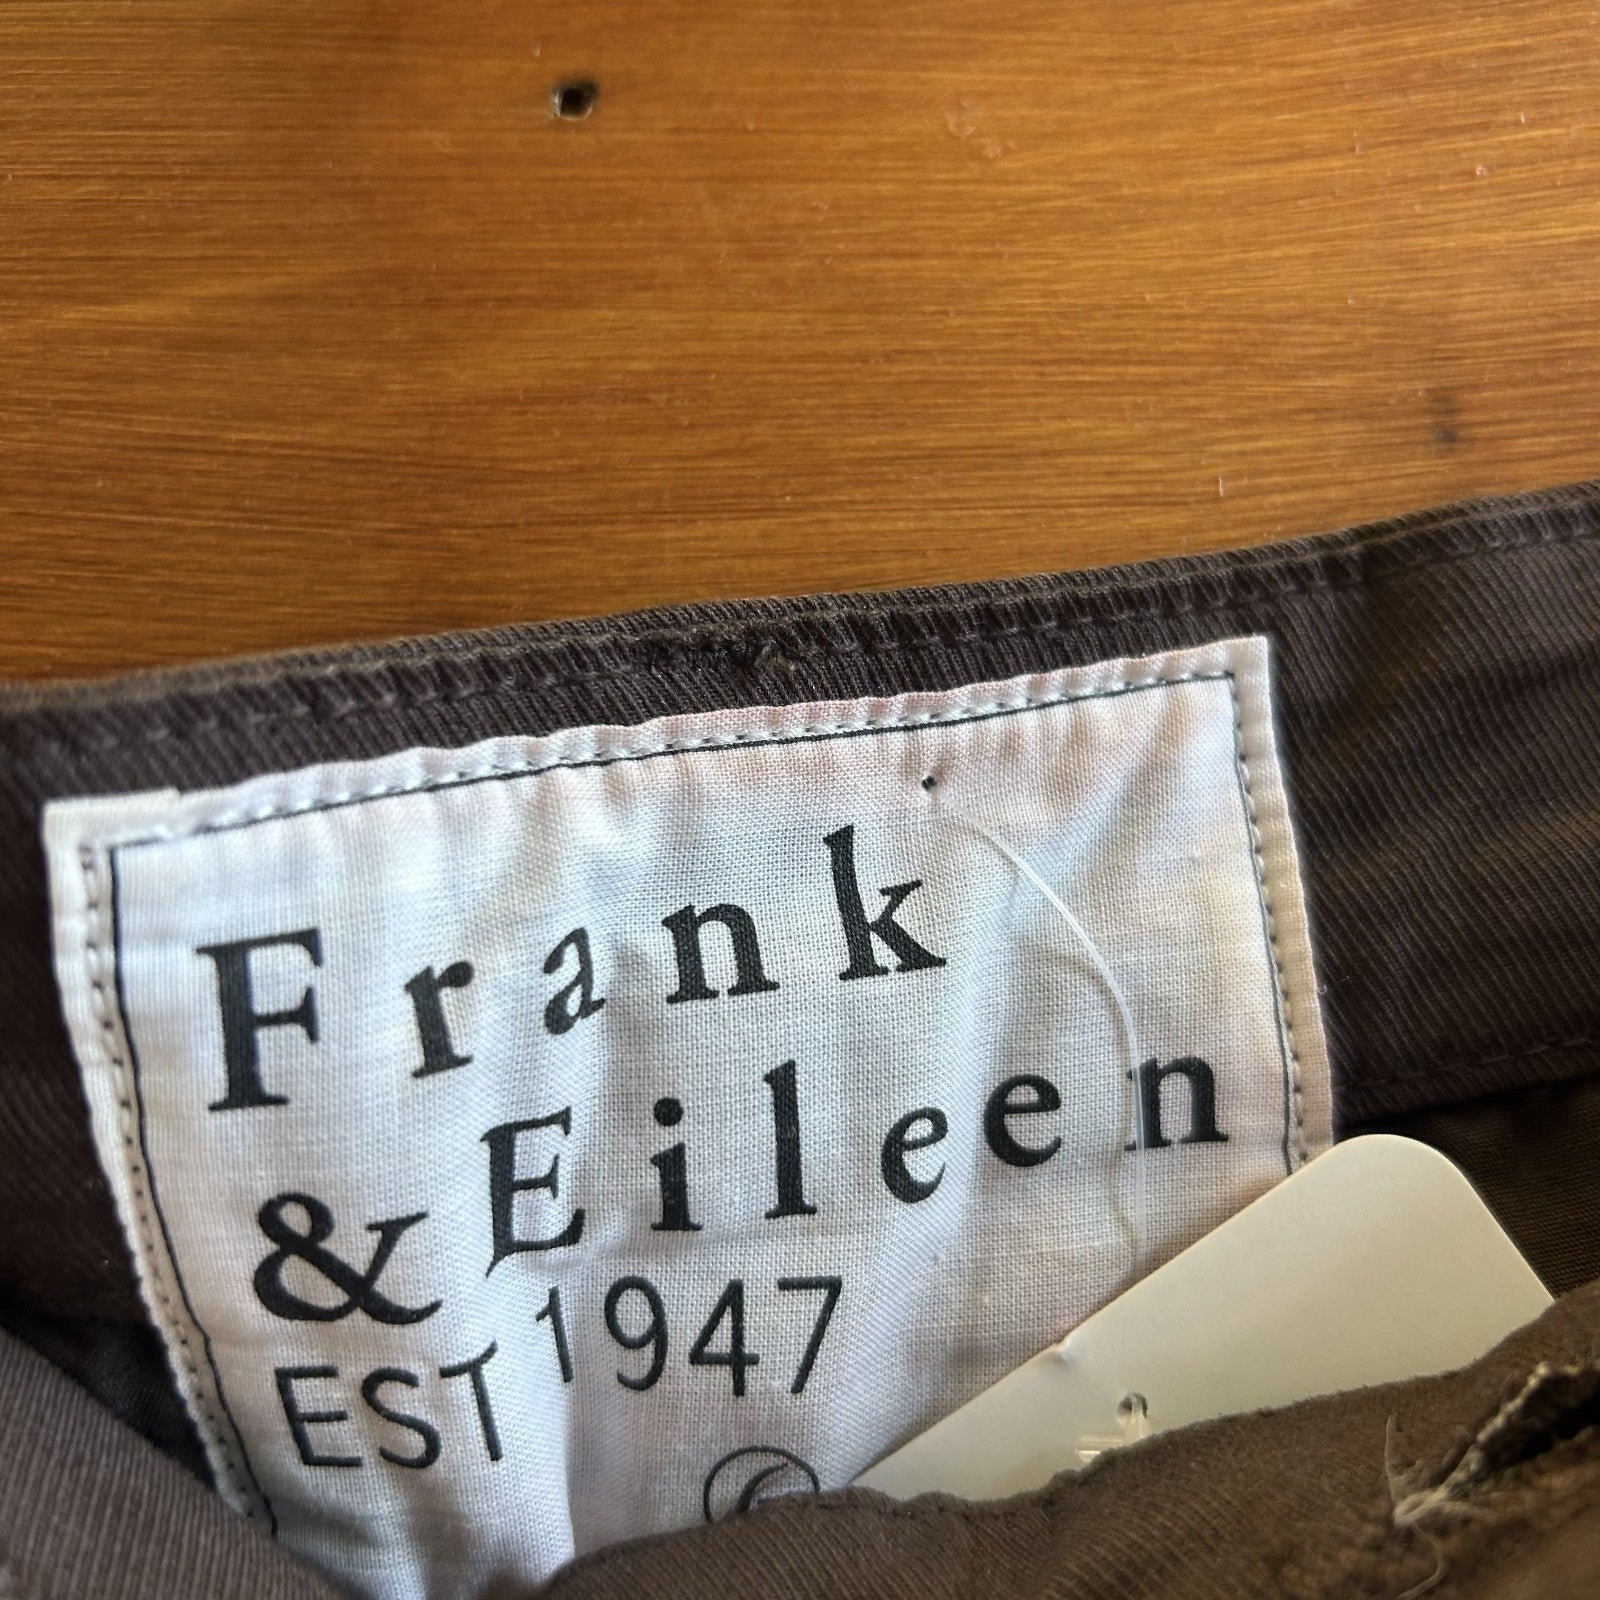 Frank
& Eileen
EST 1947